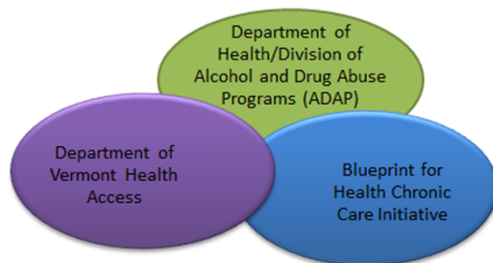 Department of
Health/Division of
Alcohol and Drug Abuse
Programs (ADAP)
Department of
Vermont Health
Access
Blueprint for
Health Chronic
Care Initiative